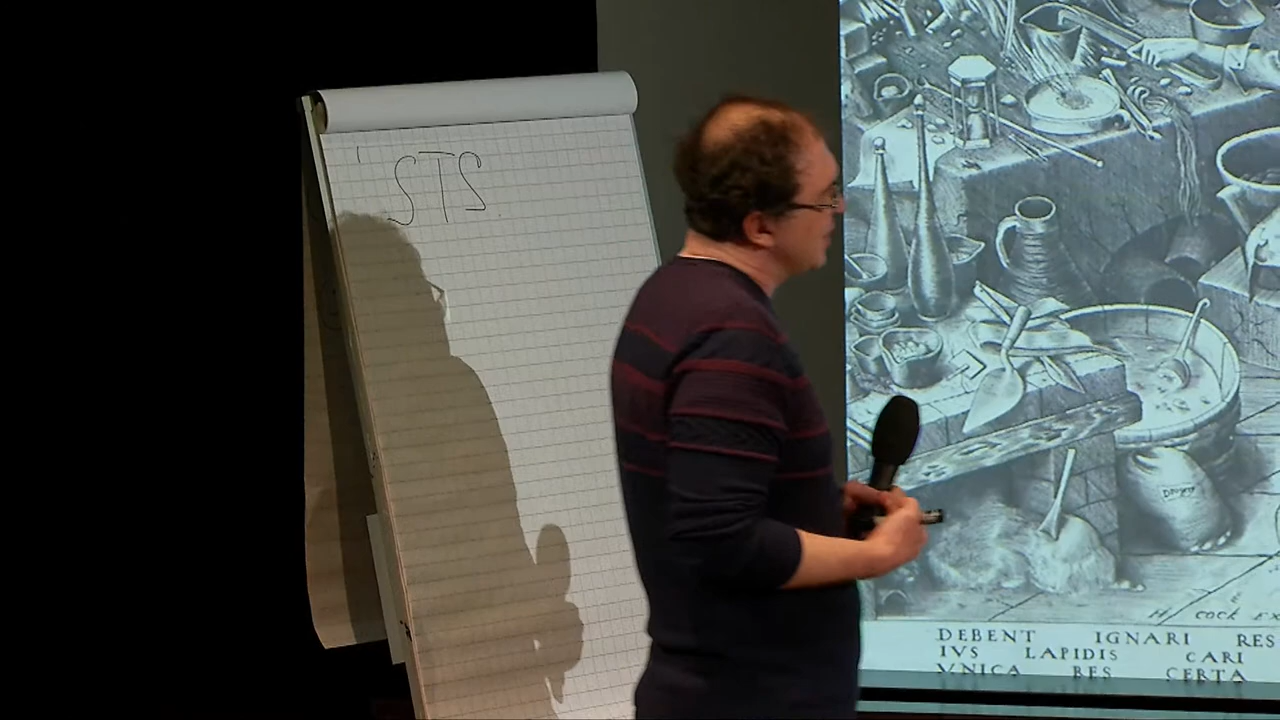 STS
H COCK EX
DEBENT IGNARI RES
IVS LAPIDIS CARI
VNICA RES CERTA